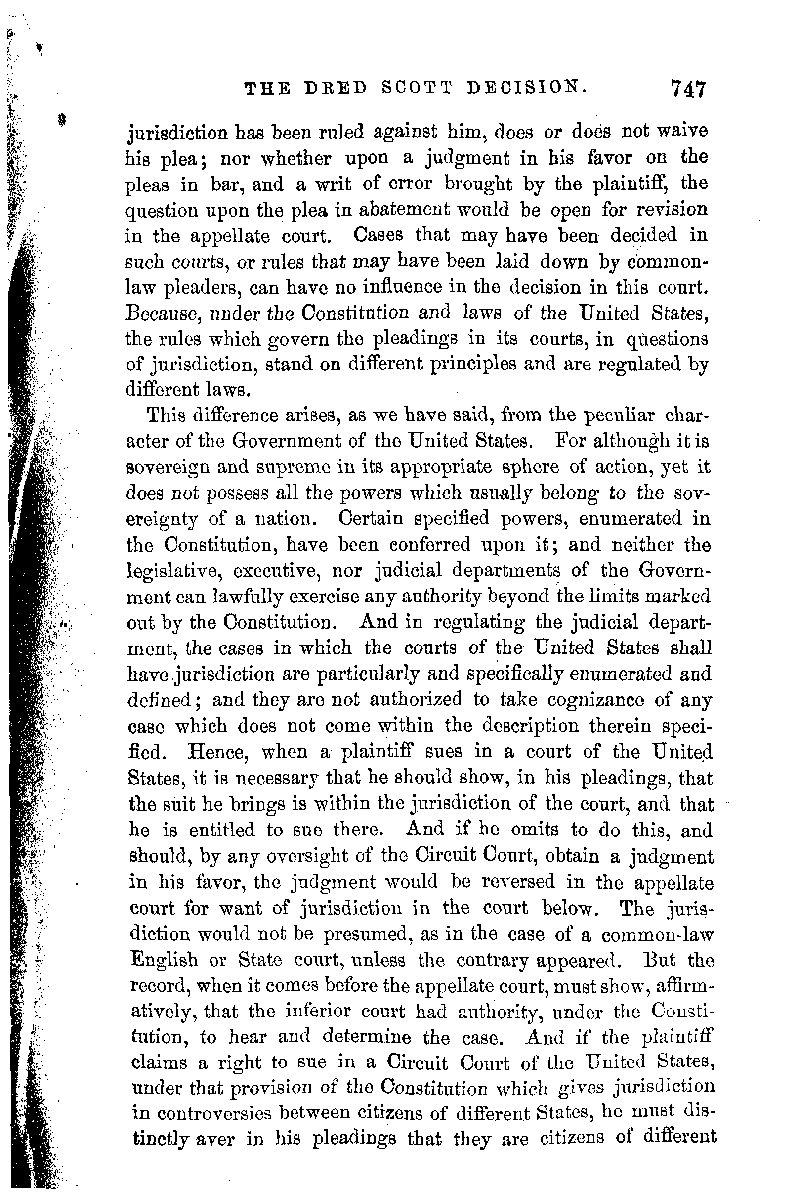 THE DRED SCOTT DECISION. 747
jurisdiction has been ruled against him, does or does not waive
his plea; nor whether upon a judgment in his favor on the
pleas in bar, and a writ of error brought by the plaintiff, the
question upon the plea in abatement would be open for revision
in the appellate court. Cases that may have been decided in
such courts, or rules that may have been laid down by common-
law pleaders, can have no influence in the decision in this court.
Because, under the Constitution and laws of the United States,
the rules which govern the pleadings in its courts, in questions
of jurisdiction, stand on different principles and are regulated by
different laws.
This difference arises, as we have said, from the peculiar char-
acter of the Government of the United States. For although it is
sovereign and supreme in its appropriate sphere of action, yet it
does not possess all the powers which usually belong to the sov-
ereignty of a nation. Certain specified powers, enumerated in
the Constitution, have been conferred upon it; and neither the
legislative, executive, nor judicial departments of the Govern-
ment can lawfully exercise any authority beyond the limits marked
out by the Constitution. And in regulating the judicial depart-
ment, the cases in which the courts of the United States shall
have jurisdiction are particularly and specifically enumerated and
defined; and they are not authorized to take cognizance of any
case which does not come within the description therein speci-
fied. Hence, when a plaintiff sues in a court of the United
States, it is necessary that he should show, in his pleadings, that
the suit he brings is within the jurisdiction of the court, and that
he is entitled to sue there. And if he omits to do this, and
should, by any oversight of the Circuit Court, obtain a judgment
in his favor, the judgment would be reversed in the appellate
court for want of jurisdiction in the court below. The juris-
diction would not be presumed, as in the case of a common-law
English or State court, unless the contrary appeared. But the
record, when it comes before the appellate court, must show, affirm-
atively, that the inferior court had authority, under the Consti-
tution, to hear and determine the case. And if the plaintiff
claims a right to sue in a Circuit Court of the United States,
under that provision of the Constitution which gives jurisdiction
in controversies between citizens of different States, he must dis-
tinctly aver in his pleadings that they are citizens of different